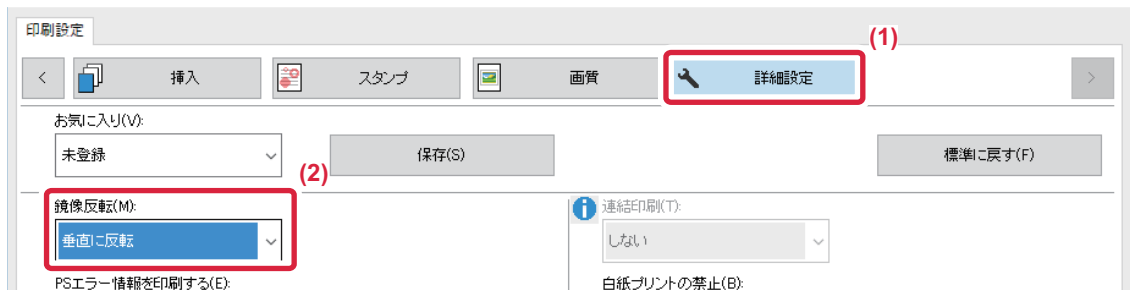 印刷設定
(1)
挿入 スタンプ 画質 詳細設定
お気に入り(V):
未登録 保存(S) 標準に戻す(F)
(2)
鏡像反転(M): 連結印刷(T):
垂直に反転 しない
PSエラー情報を印刷する(E): 白紙プリントの禁止(B):